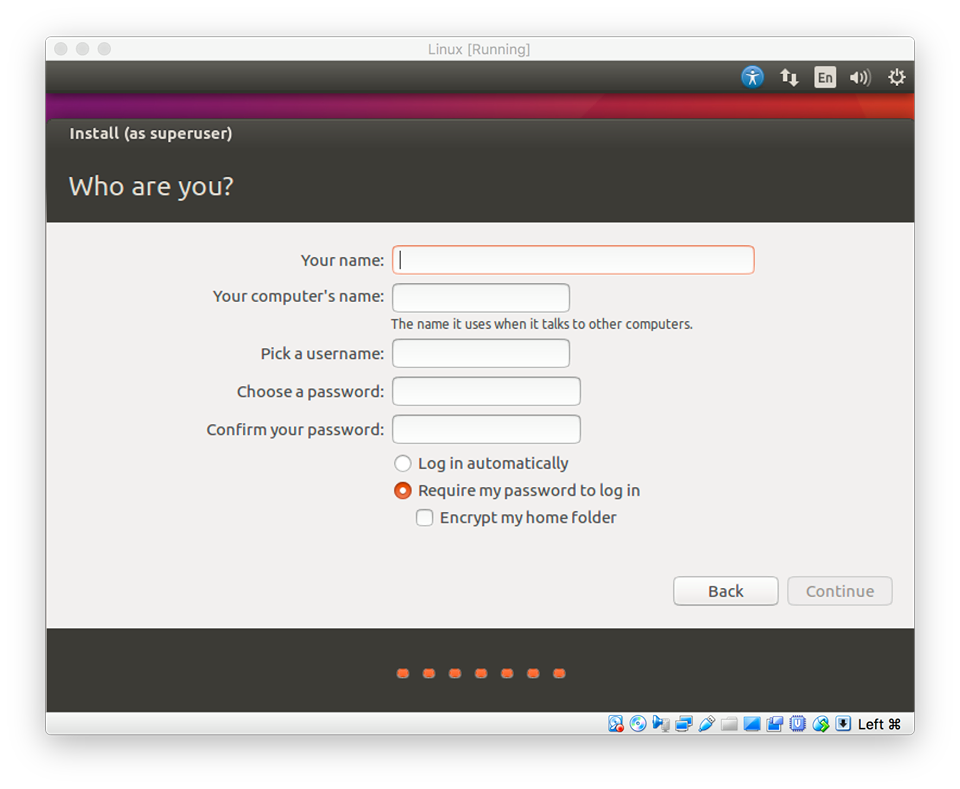 Linux [Running]
En
Install (as superuser)
Who are you?
Your name:
Your computer's name:
The name it uses when it talks to other computers.
Pick a username:
Choose a password:
Confirm your password:
Log in automatically
Require my password to log in
Encrypt my home folder
Back Continue
Left ⌘